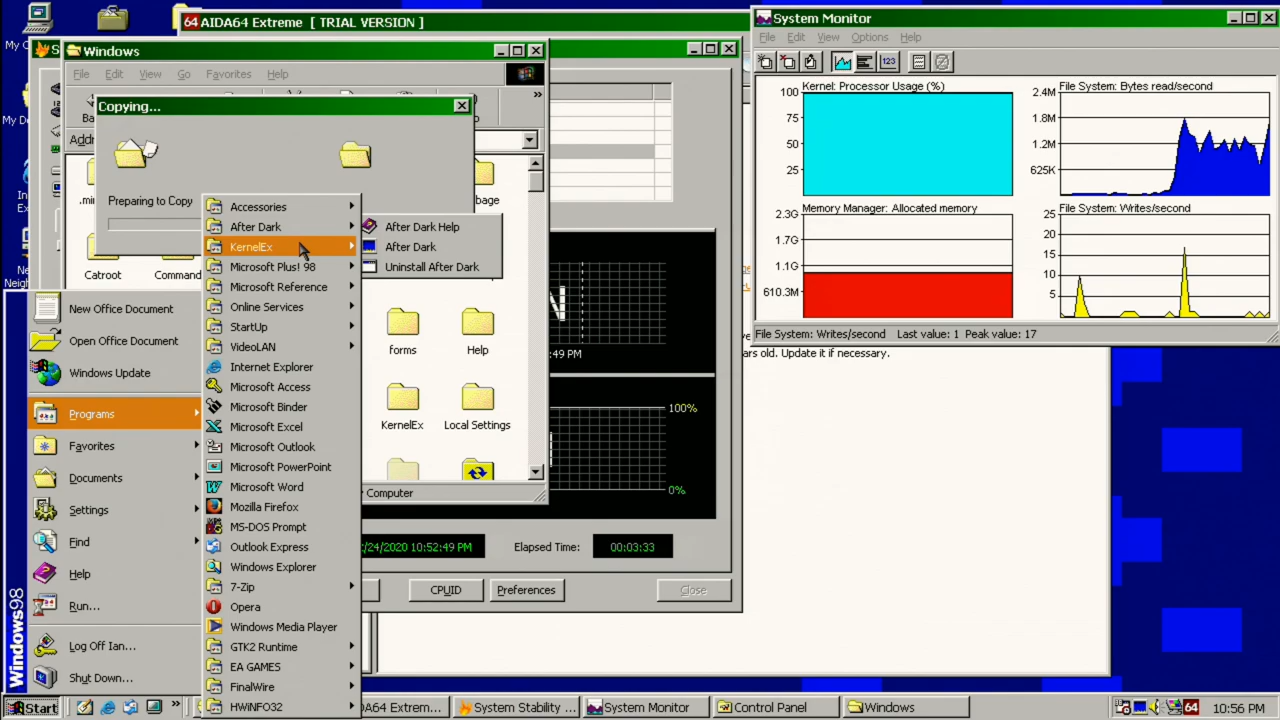 My C
AIDA64 Extreme [ TRIAL VERSION ]
System Monitor
Windows
File Edit View Go Favorites Help
File Edit View Options Help
Copying...
Addr
Preparing to Copy
Kernel: Processor Usage (%)
100
75
50
25
File System: Bytes read/second
2.4M
1.8M
1.2M
625K
Memory Manager: Allocated memory
2.3G
1.7G
1.1G
610.3M
File System: Writes/second
25
20
15
10
5
File System: Writes/second Last value: 1 Peak value: 17
ars old. Update it if necessary.
Catroot
Command
forms
Help
KernelEx
Local Settings
Computer
:49 PM
100%
0%
Accessories
After Dark
KernelEx
Microsoft Plus! 98
Microsoft Reference
Online Services
StartUp
VideoLAN
Internet Explorer
Microsoft Access
Microsoft Binder
Microsoft Excel
Microsoft Outlook
Microsoft PowerPoint
Microsoft Word
Mozilla Firefox
MS-DOS Prompt
Outlook Express
Windows Explorer
7-Zip
Opera
Windows Media Player
GTK2 Runtime
EA GAMES
FinalWire
HWiNFO32
After Dark Help
After Dark
Uninstall After Dark
New Office Document
Open Office Document
Windows Update
Programs
Favorites
Documents
Settings
Find
Help
Run...
Log Off Ian...
Shut Down...
Windows98
/24/2020 10:52:49 PM
Elapsed Time: 00:03:33
CPUID
Preferences
Close
Start
DA64 Extrem...
System Stability ...
System Monitor
Control Panel
Windows
64
10:56 PM